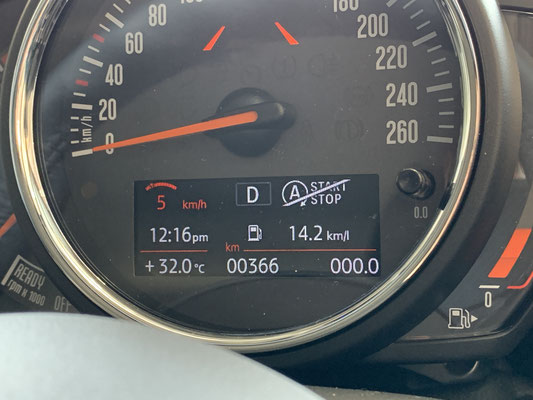 180
200
220
240
260
80
60
40
20
0
km/h
5 km/h
D
A START
STOP
12:16pm
14.2 km/l
km
+32.0 °C 00366 000.0
0.0
READY
rpm x 1000
OFF
0